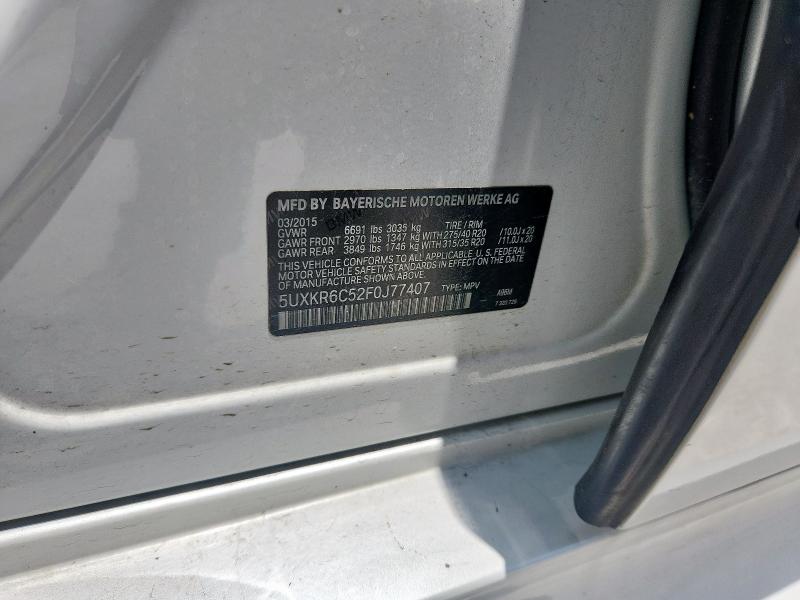 MFD BY BAYERISCHE MOTOREN WERKE AG
03/2015
GVWR 6691 lbs 3035 kg TIRE / RIM
GAWR FRONT 2970 lbs 1347 kg WITH 275/40 R20 /10.0J x 20
GAWR REAR 3849 lbs 1746 kg WITH 315/35 R20 /11.0J x 20
THIS VEHICLE CONFORMS TO ALL APPLICABLE U.S. FEDERAL
MOTOR VEHICLE SAFETY STANDARDS IN EFFECT ON THE
DATE OF MANUFACTURE SHOWN ABOVE.
5UXKR6C52F0J77407 TYPE: MPV